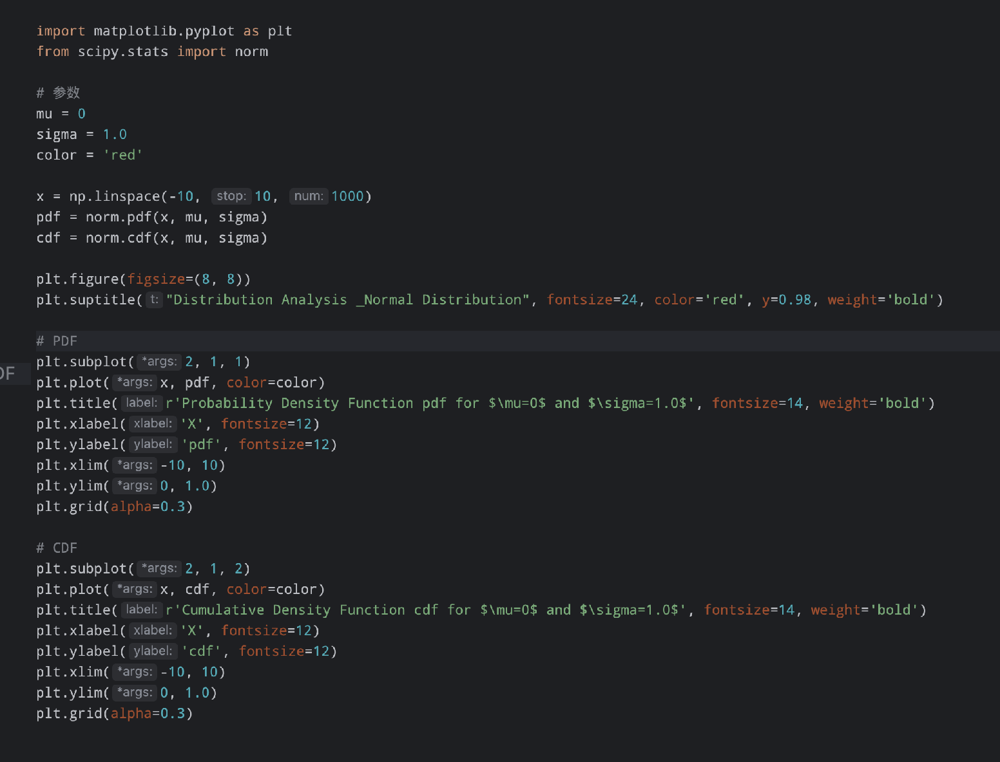 import matplotlib.pyplot as plt
from scipy.stats import norm
# 参数
mu = 0
sigma = 1.0
color = 'red'
x = np.linspace(-10, stop: 10, num: 1000)
pdf = norm.pdf(x, mu, sigma)
cdf = norm.cdf(x, mu, sigma)
plt.figure(figsize=(8, 8))
plt.suptitle( t: "Distribution Analysis _Normal Distribution", fontsize=24, color='red', y=0.98, weight='bold')
# PDF
plt.subplot( *args: 2, 1, 1)
DF
plt.plot( *args: x, pdf, color=color)
plt.title( label: r'Probability Density Function pdf for $\mu=0$ and $\sigma=1.0$', fontsize=14, weight='bold')
plt.xlabel( xlabel: 'X', fontsize=12)
plt.ylabel( ylabel: 'pdf', fontsize=12)
plt.xlim( *args: -10, 10)
plt.ylim( *args: 0, 1.0)
plt.grid(alpha=0.3)
# CDF
plt.subplot( *args: 2, 1, 2)
plt.plot( *args: x, cdf, color=color)
plt.title( label: r'Cumulative Density Function cdf for $\mu=0$ and $\sigma=1.0$', fontsize=14, weight='bold')
plt.xlabel( xlabel: 'X', fontsize=12)
plt.ylabel( ylabel: 'cdf', fontsize=12)
plt.xlim( *args: -10, 10)
plt.ylim( *args: 0, 1.0)
plt.grid(alpha=0.3)